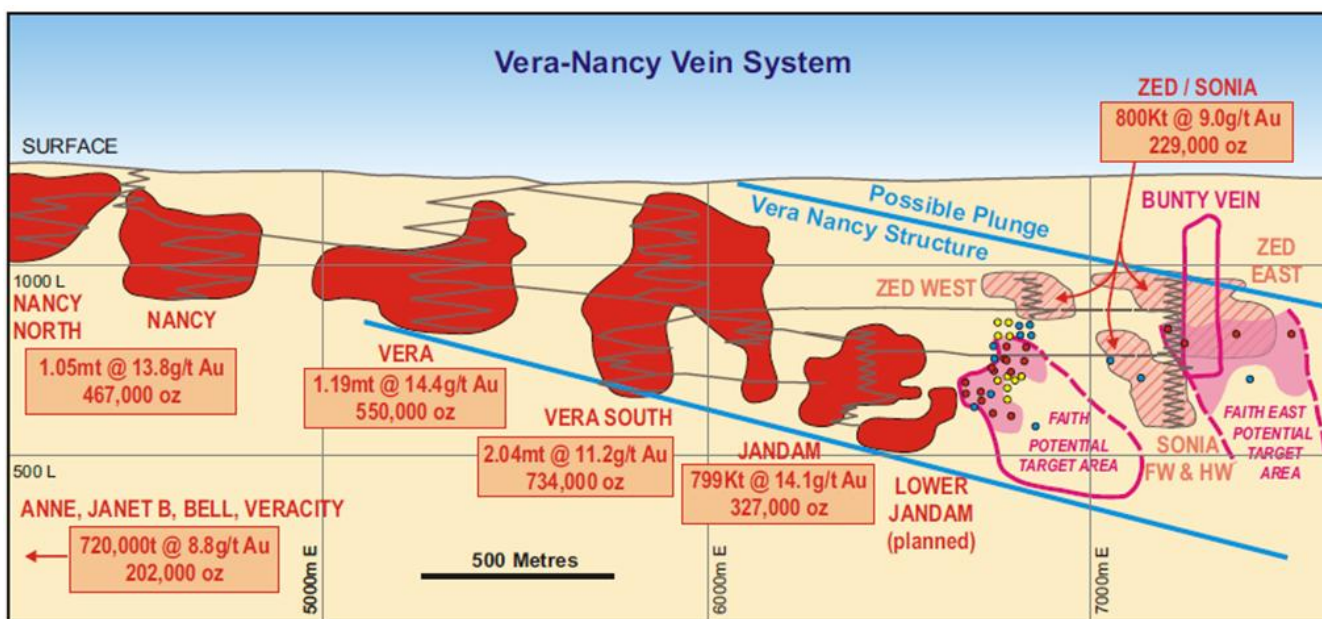 Vera-Nancy Vein System
SURFACE
ZED / SONIA
800Kt @ 9.0g/t Au
229,000 oz
BUNTY VEIN
Possible Plunge
Vera Nancy Structure
ZED WEST
ZED
EAST
1000 L
NANCY
NORTH
NANCY
1.05mt @ 13.8g/t Au
467,000 oz
VERA
1.19mt @ 14.4g/t Au
550,000 oz
VERA SOUTH
2.04mt @ 11.2g/t Au
734,000 oz
JANDAM
799Kt @ 14.1g/t Au
327,000 oz
LOWER
JANDAM
(planned)
FAITH
POTENTIAL
TARGET AREA
SONIA
FW & HW
FAITH EAST
POTENTIAL
TARGET
AREA
500 L
ANNE, JANET B, BELL, VERACITY
720,000t @ 8.8g/t Au
202,000 oz
5000m E
500 Metres
6000m E
7000m E